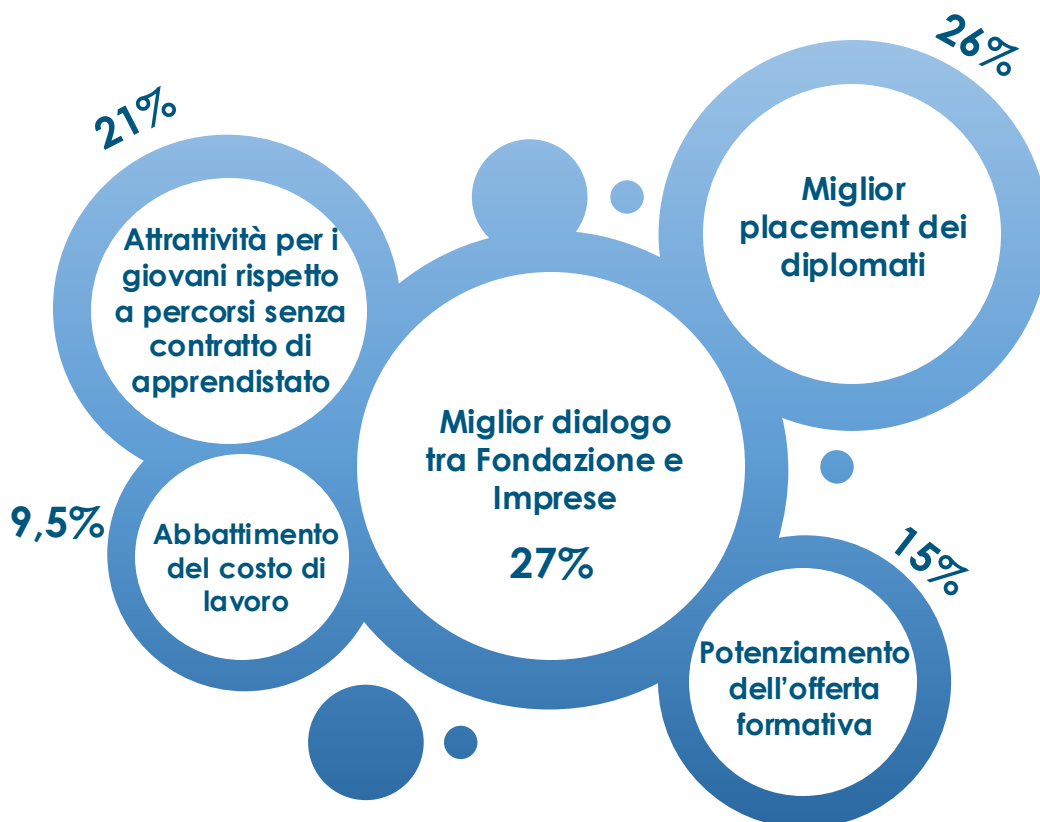 21%
Attrattività per i
giovani rispetto
a percorsi senza
contratto di
apprendistato
26%
Miglior
placement dei
diplomati
Miglior dialogo
tra Fondazione e
Imprese
27%
9,5%
Abbattimento
del costo di
lavoro
15%
Potenziamento
dell’offerta
formativa